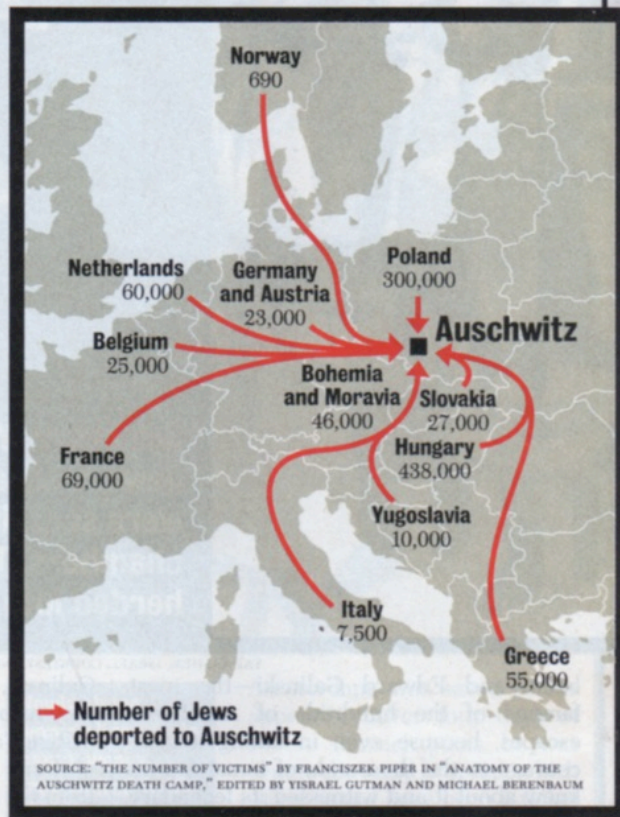 Norway
690
Netherlands
60,000
Germany
and Austria
23,000
Poland
300,000
Auschwitz
Belgium
25,000
Bohemia
and Moravia
46,000
Slovakia
27,000
Hungary
438,000
France
69,000
Yugoslavia
10,000
Italy
7,500
Greece
55,000
Number of Jews
deported to Auschwitz
SOURCE: "THE NUMBER OF VICTIMS" BY FRANCISZEK PIPER IN "ANATOMY OF THE
AUSCHWITZ DEATH CAMP," EDITED BY YISRAEL GUTMAN AND MICHAEL BERENBAUM